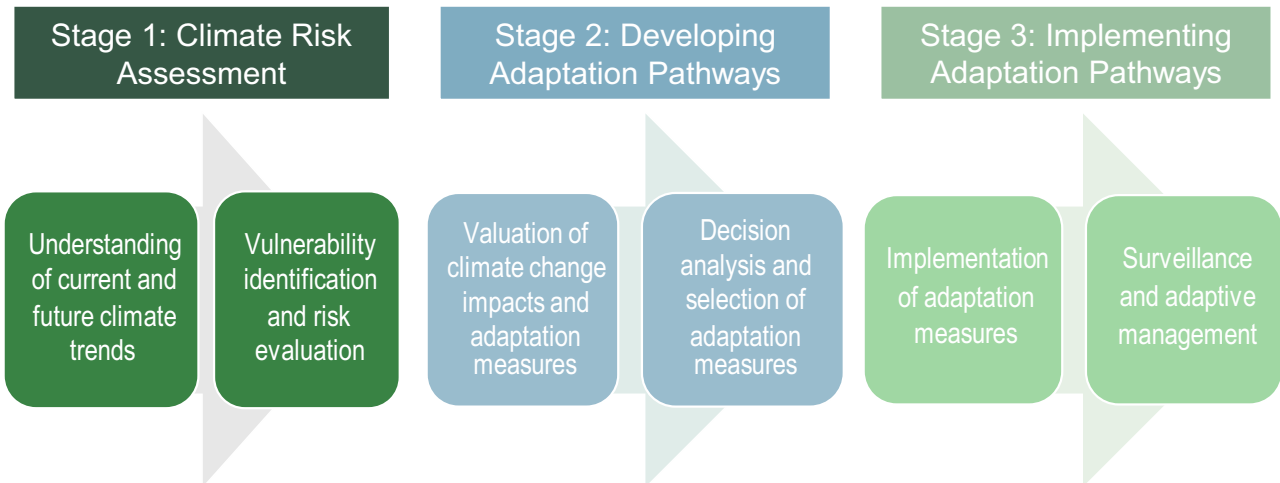 Stage 1: Climate Risk
Assessment
Stage 2: Developing
Adaptation Pathways
Stage 3: Implementing
Adaptation Pathways
Understanding
of current and
future climate
trends
Vulnerability
identification
and risk
evaluation
Valuation of
climate change
impacts and
adaptation
measures
Decision
analysis and
selection of
adaptation
measures
Implementation
of adaptation
measures
Surveillance
and adaptive
management